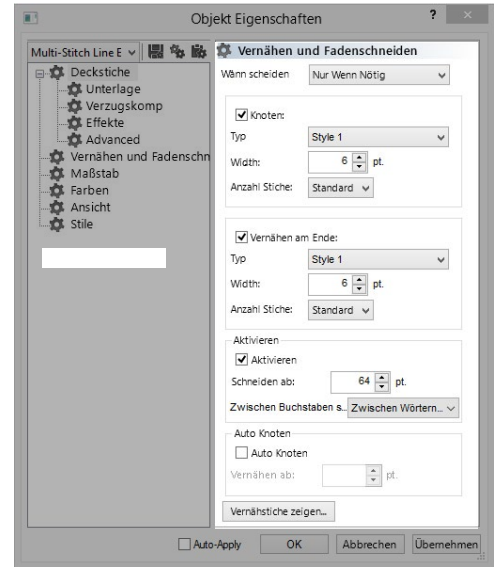 Objekt Eigenschaften
?
Multi-Stitch Line E
Deckstiche
Unterlage
Verzugskomp
Effekte
Advanced
Vernähen und Fadenschn
Maßstab
Farben
Ansicht
Stile
Vernähen und Fadenschneiden
Wann scheiden Nur Wenn Nötig
Knoten:
Typ Style 1
Width: 6 pt.
Anzahl Stiche: Standard
Vernähen am Ende:
Typ Style 1
Width: 6 pt.
Anzahl Stiche: Standard
Aktivieren
Aktivieren
Schneiden ab: 64 pt.
Zwischen Buchstaben s... Zwischen Wörtern...
Auto Knoten
Auto Knoten
Vernähen ab: pt.
Vernähstiche zeigen...
Auto-Apply OK Abbrechen Übernehmen